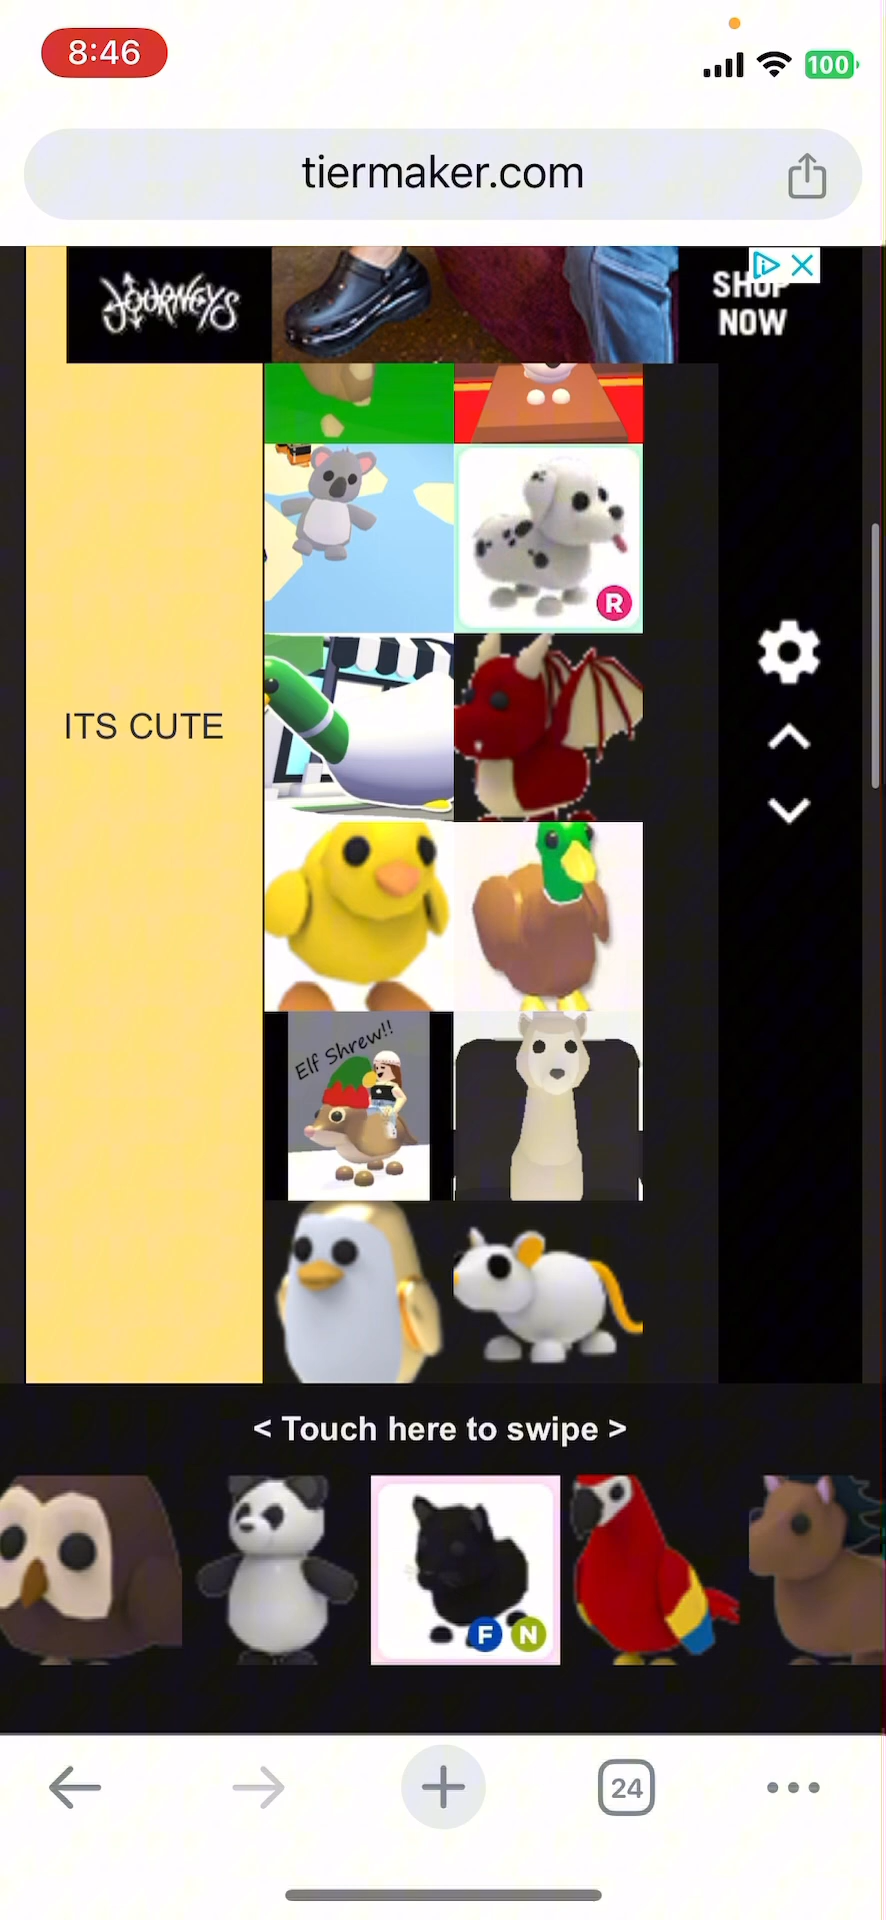 8:46
100
tiermaker.com
JOURNEYS
SHOP
NOW
R
ITS CUTE
Elf Shrew!!
< Touch here to swipe >
F N
24